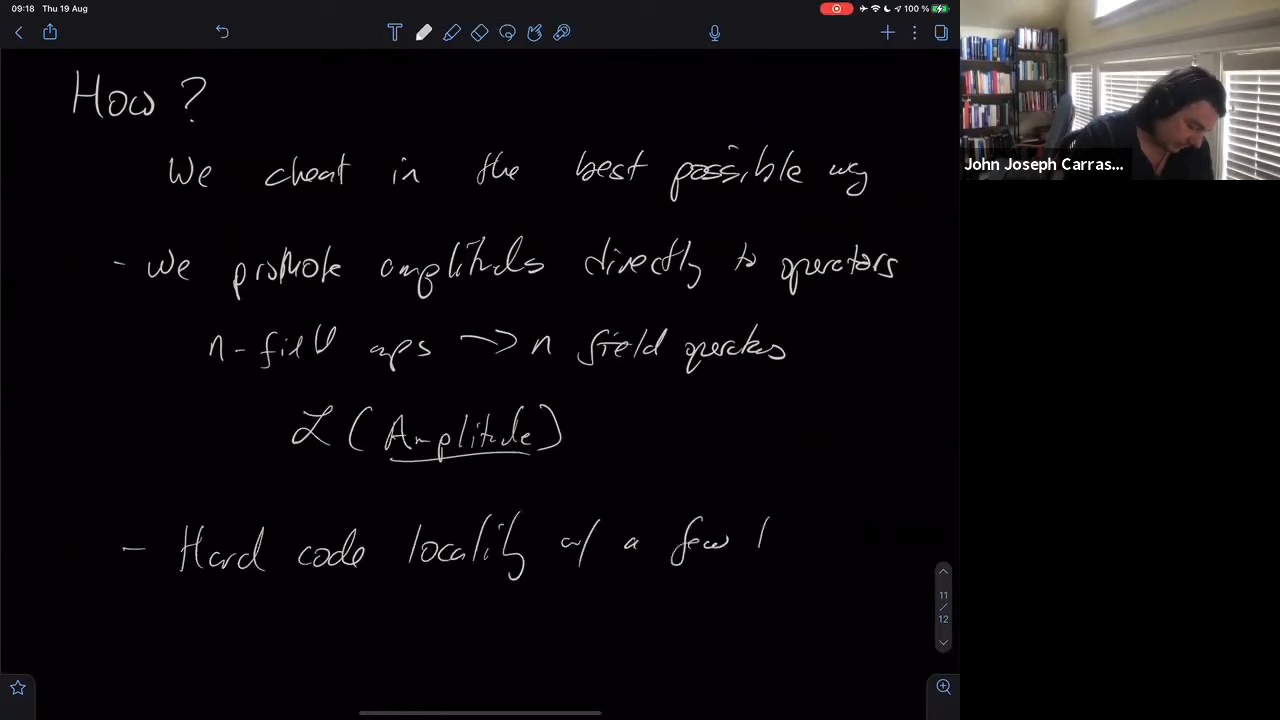 09:18 Thu 19 Aug
100 %
How ?
We cheat in the best possible way
- We promote amplitudes directly to operators
n-field amps -> n field operators
L (Amplitude)
- Hard code locality w/ a few
11
/
12
John Joseph Carras...